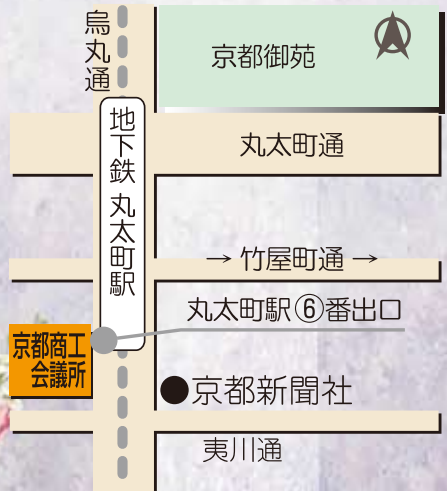 烏丸通
京都御苑
地下鉄 丸太町駅
丸太町通
→ 竹屋町通 →
丸太町駅⑥番出口
京都商工
会議所
●京都新聞社
夷川通